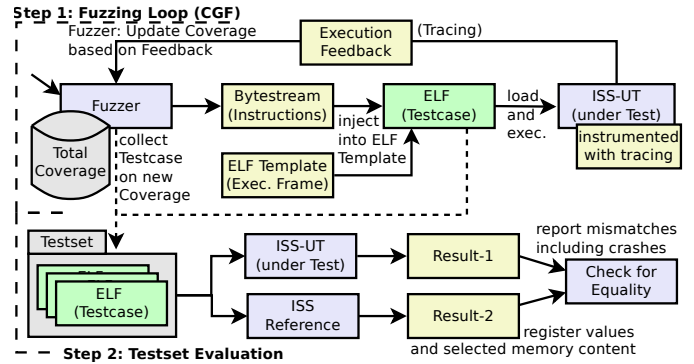 Step 1: Fuzzing Loop (CGF)
Fuzzer: Update Coverage
based on Feedback
Execution
Feedback
(Tracing)
Fuzzer
Bytestream
(Instructions)
ELF
(Testcase)
load
and
exec.
ISS-UT
(under Test)
instrumented
with tracing
inject
into ELF
Template
Total
Coverage
collect
Testcase
on new
Coverage
ELF Template
(Exec. Frame)
Testset
ELF
(Testcase)
ISS-UT
(under Test)
Result-1
report mismatches
including crashes
Check for
Equality
ISS
Reference
Result-2
register values
and selected memory content
Step 2: Testset Evaluation